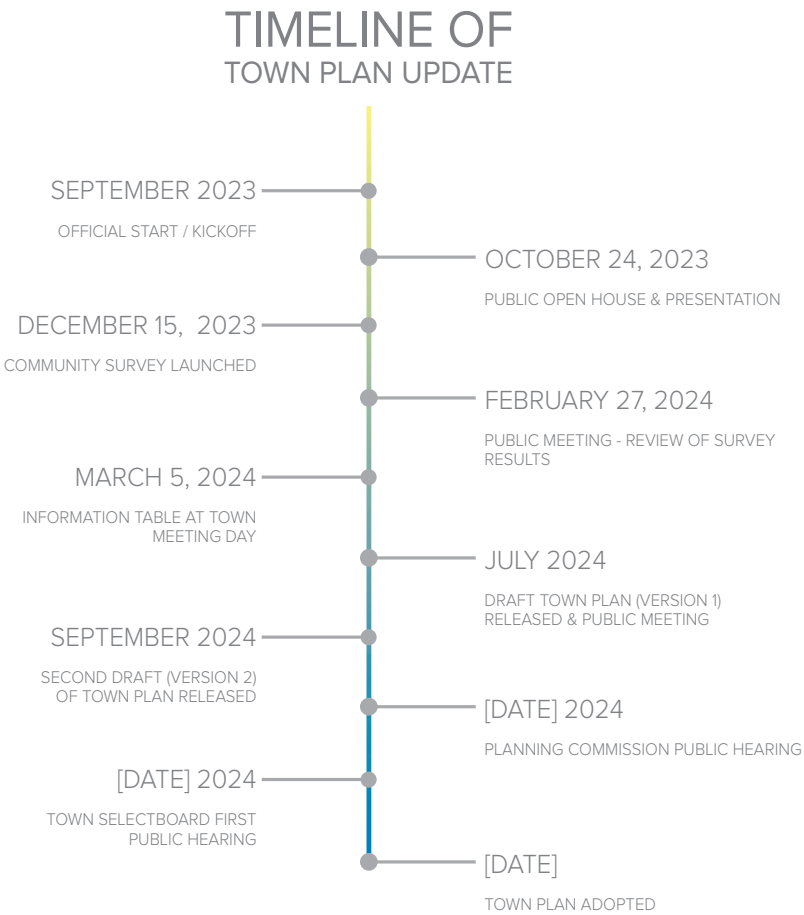 TIMELINE OF
TOWN PLAN UPDATE
SEPTEMBER 2023
OFFICIAL START / KICKOFF
OCTOBER 24, 2023
PUBLIC OPEN HOUSE & PRESENTATION
DECEMBER 15,  2023
COMMUNITY SURVEY LAUNCHED
FEBRUARY 27, 2024
PUBLIC MEETING - REVIEW OF SURVEY
RESULTS
MARCH 5, 2024
INFORMATION TABLE AT TOWN
MEETING DAY
JULY 2024
DRAFT TOWN PLAN (VERSION 1)
RELEASED & PUBLIC MEETING
SEPTEMBER 2024
SECOND DRAFT (VERSION 2)
OF TOWN PLAN RELEASED
[DATE] 2024
PLANNING COMMISSION PUBLIC HEARING
[DATE] 2024
TOWN SELECTBOARD FIRST
PUBLIC HEARING
[DATE]
TOWN PLAN ADOPTED